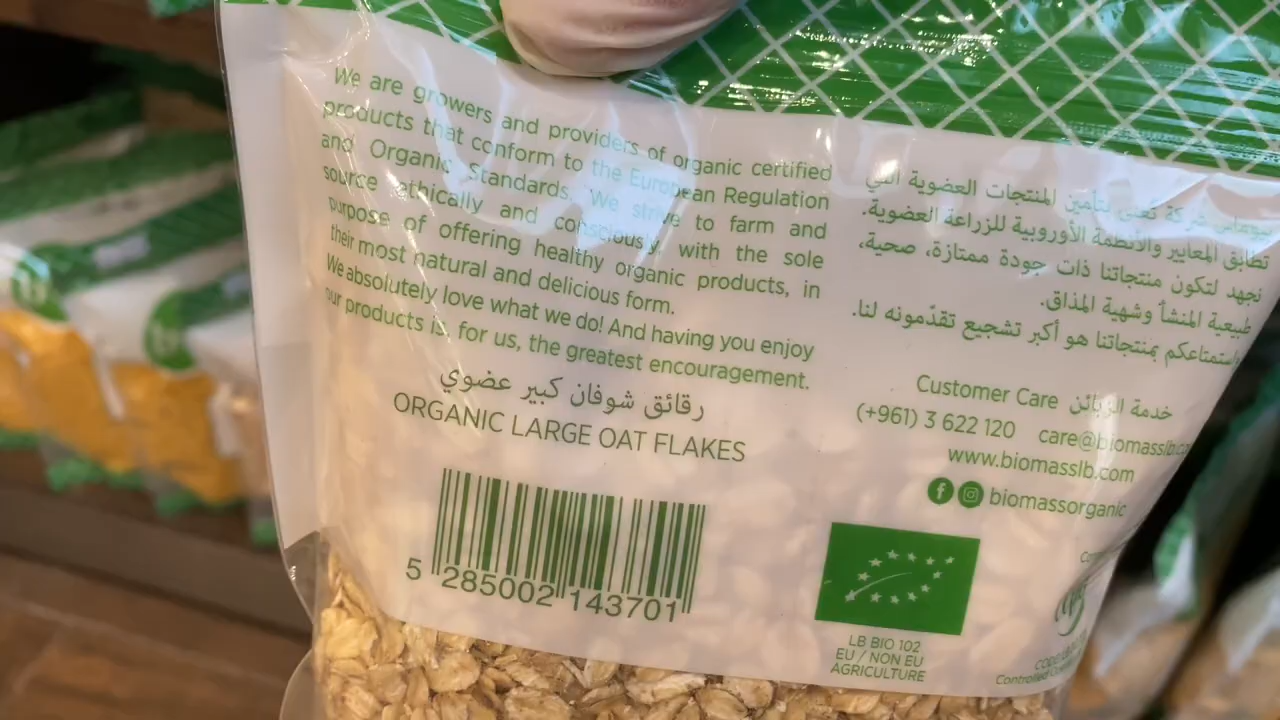 We are growers and providers of organic certified
products that conform to the European Regulation
and Organic Standards. We strive to farm and
source ethically and consciously, with the sole
purpose of offering healthy organic products, in
their most natural and delicious form.
We absolutely love what we do! And having you enjoy
our products is, for us, the greatest encouragement.
شركة تعنى بتأمين المنتجات العضوية التي
تطابق المعايير والأنظمة الأوروبية للزراعة العضوية.
نجهد لتكون منتجاتنا ذات جودة ممتازة، صحية،
طبيعية المنشأ وشهية المذاق.
استمتاعكم بمنتجاتنا هو أكبر تشجيع تقدّمونه لنا.
رقائق شوفان كبير عضوي
ORGANIC LARGE OAT FLAKES
5 285002 143701
Customer Care خدمة الزبائن
(+961) 3 622 120 care@biomasslb.c
www.biomasslb.com
biomassorganic
LB BIO 102
EU / NON EU
AGRICULTURE